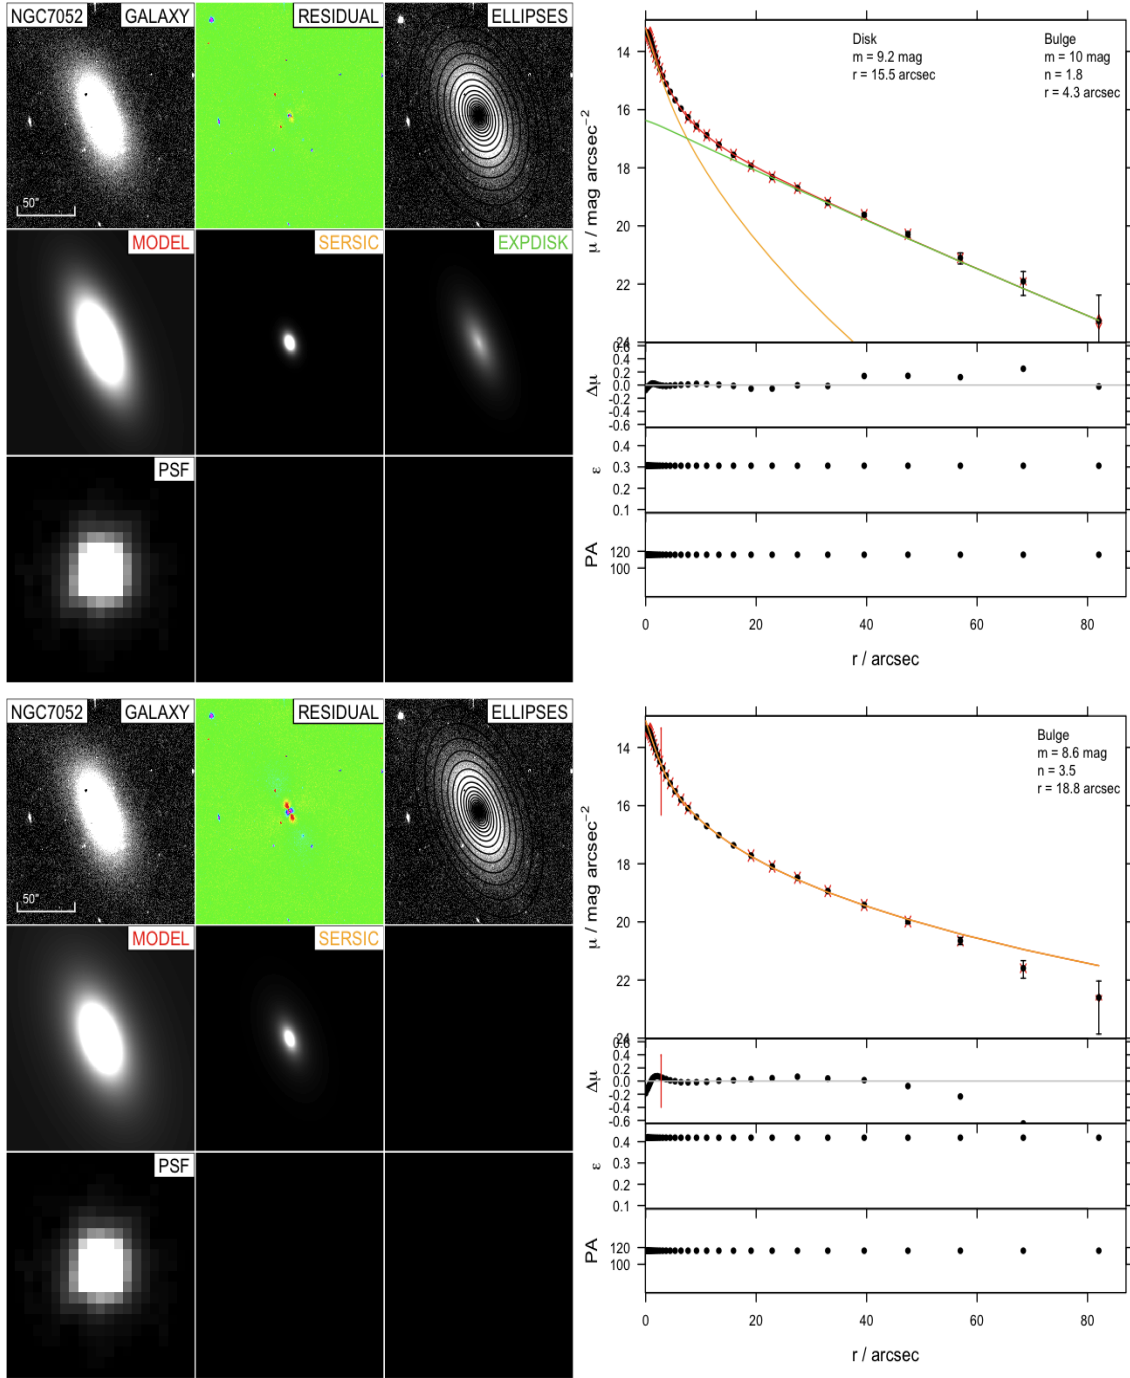 NGC7052 GALAXY RESIDUAL ELLIPSES
50"
MODEL SERSIC EXPDISK
PSF
Disk
m = 9.2 mag
r = 15.5 arcsec
Bulge
m = 10 mag
n = 1.8
r = 4.3 arcsec
μ / mag arcsec⁻²
14
16
18
20
22
24
Δμ
0.6
0.4
0.2
0.0
-0.2
-0.4
-0.6
ε
0.4
0.3
0.2
0.1
PA
120
100
0 20 40 60 80
r / arcsec
NGC7052 GALAXY RESIDUAL ELLIPSES
50"
MODEL SERSIC
PSF
Bulge
m = 8.6 mag
n = 3.5
r = 18.8 arcsec
μ / mag arcsec⁻²
14
16
18
20
22
24
Δμ
0.6
0.4
0.2
0.0
-0.2
-0.4
-0.6
ε
0.4
0.3
0.2
0.1
PA
120
100
0 20 40 60 80
r / arcsec